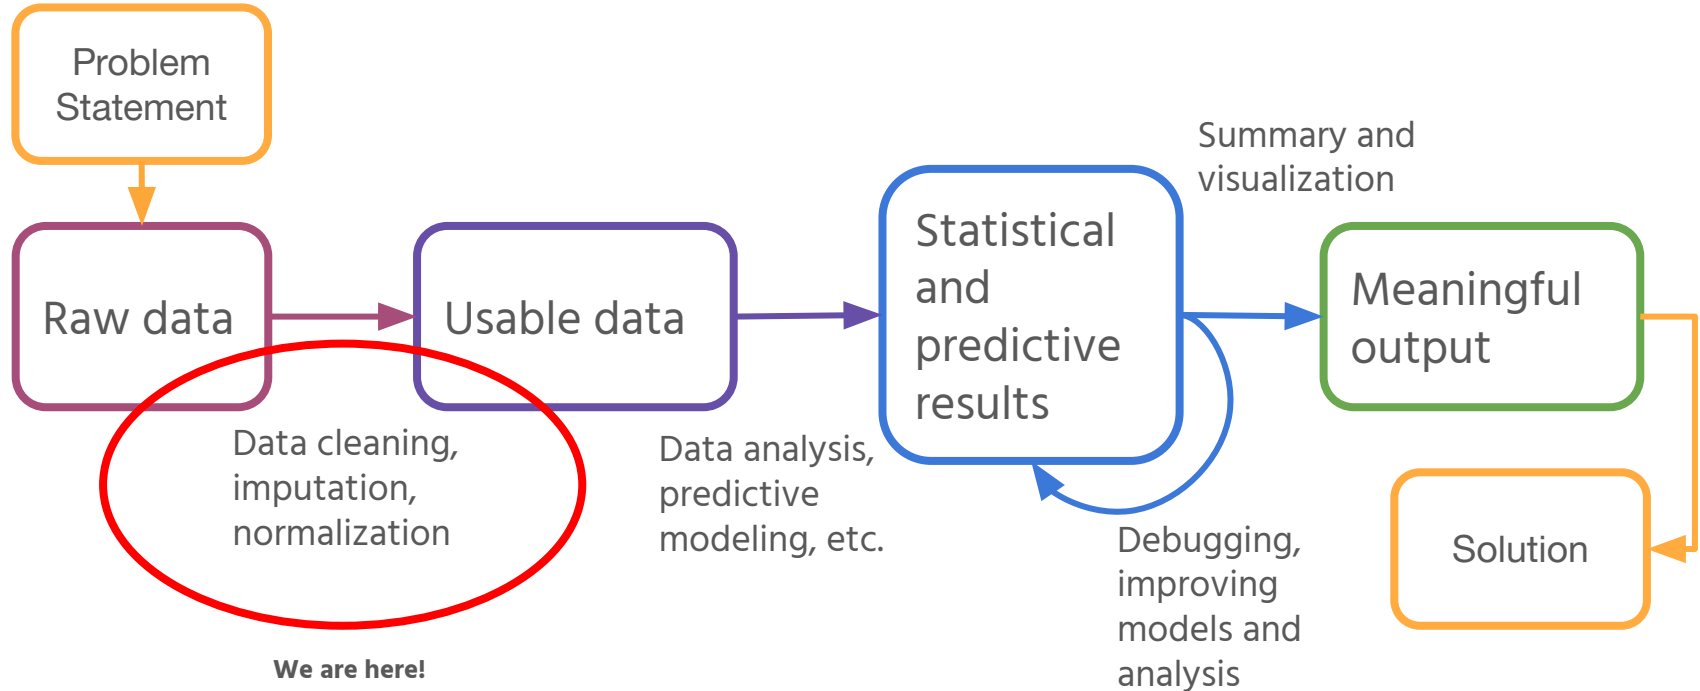 Problem
Statement
Raw data
Data cleaning,
imputation,
normalization
We are here!
Usable data
Data analysis,
predictive
modeling, etc.
Statistical
and
predictive
results
Debugging,
improving
models and
analysis
Summary and
visualization
Meaningful
output
Solution